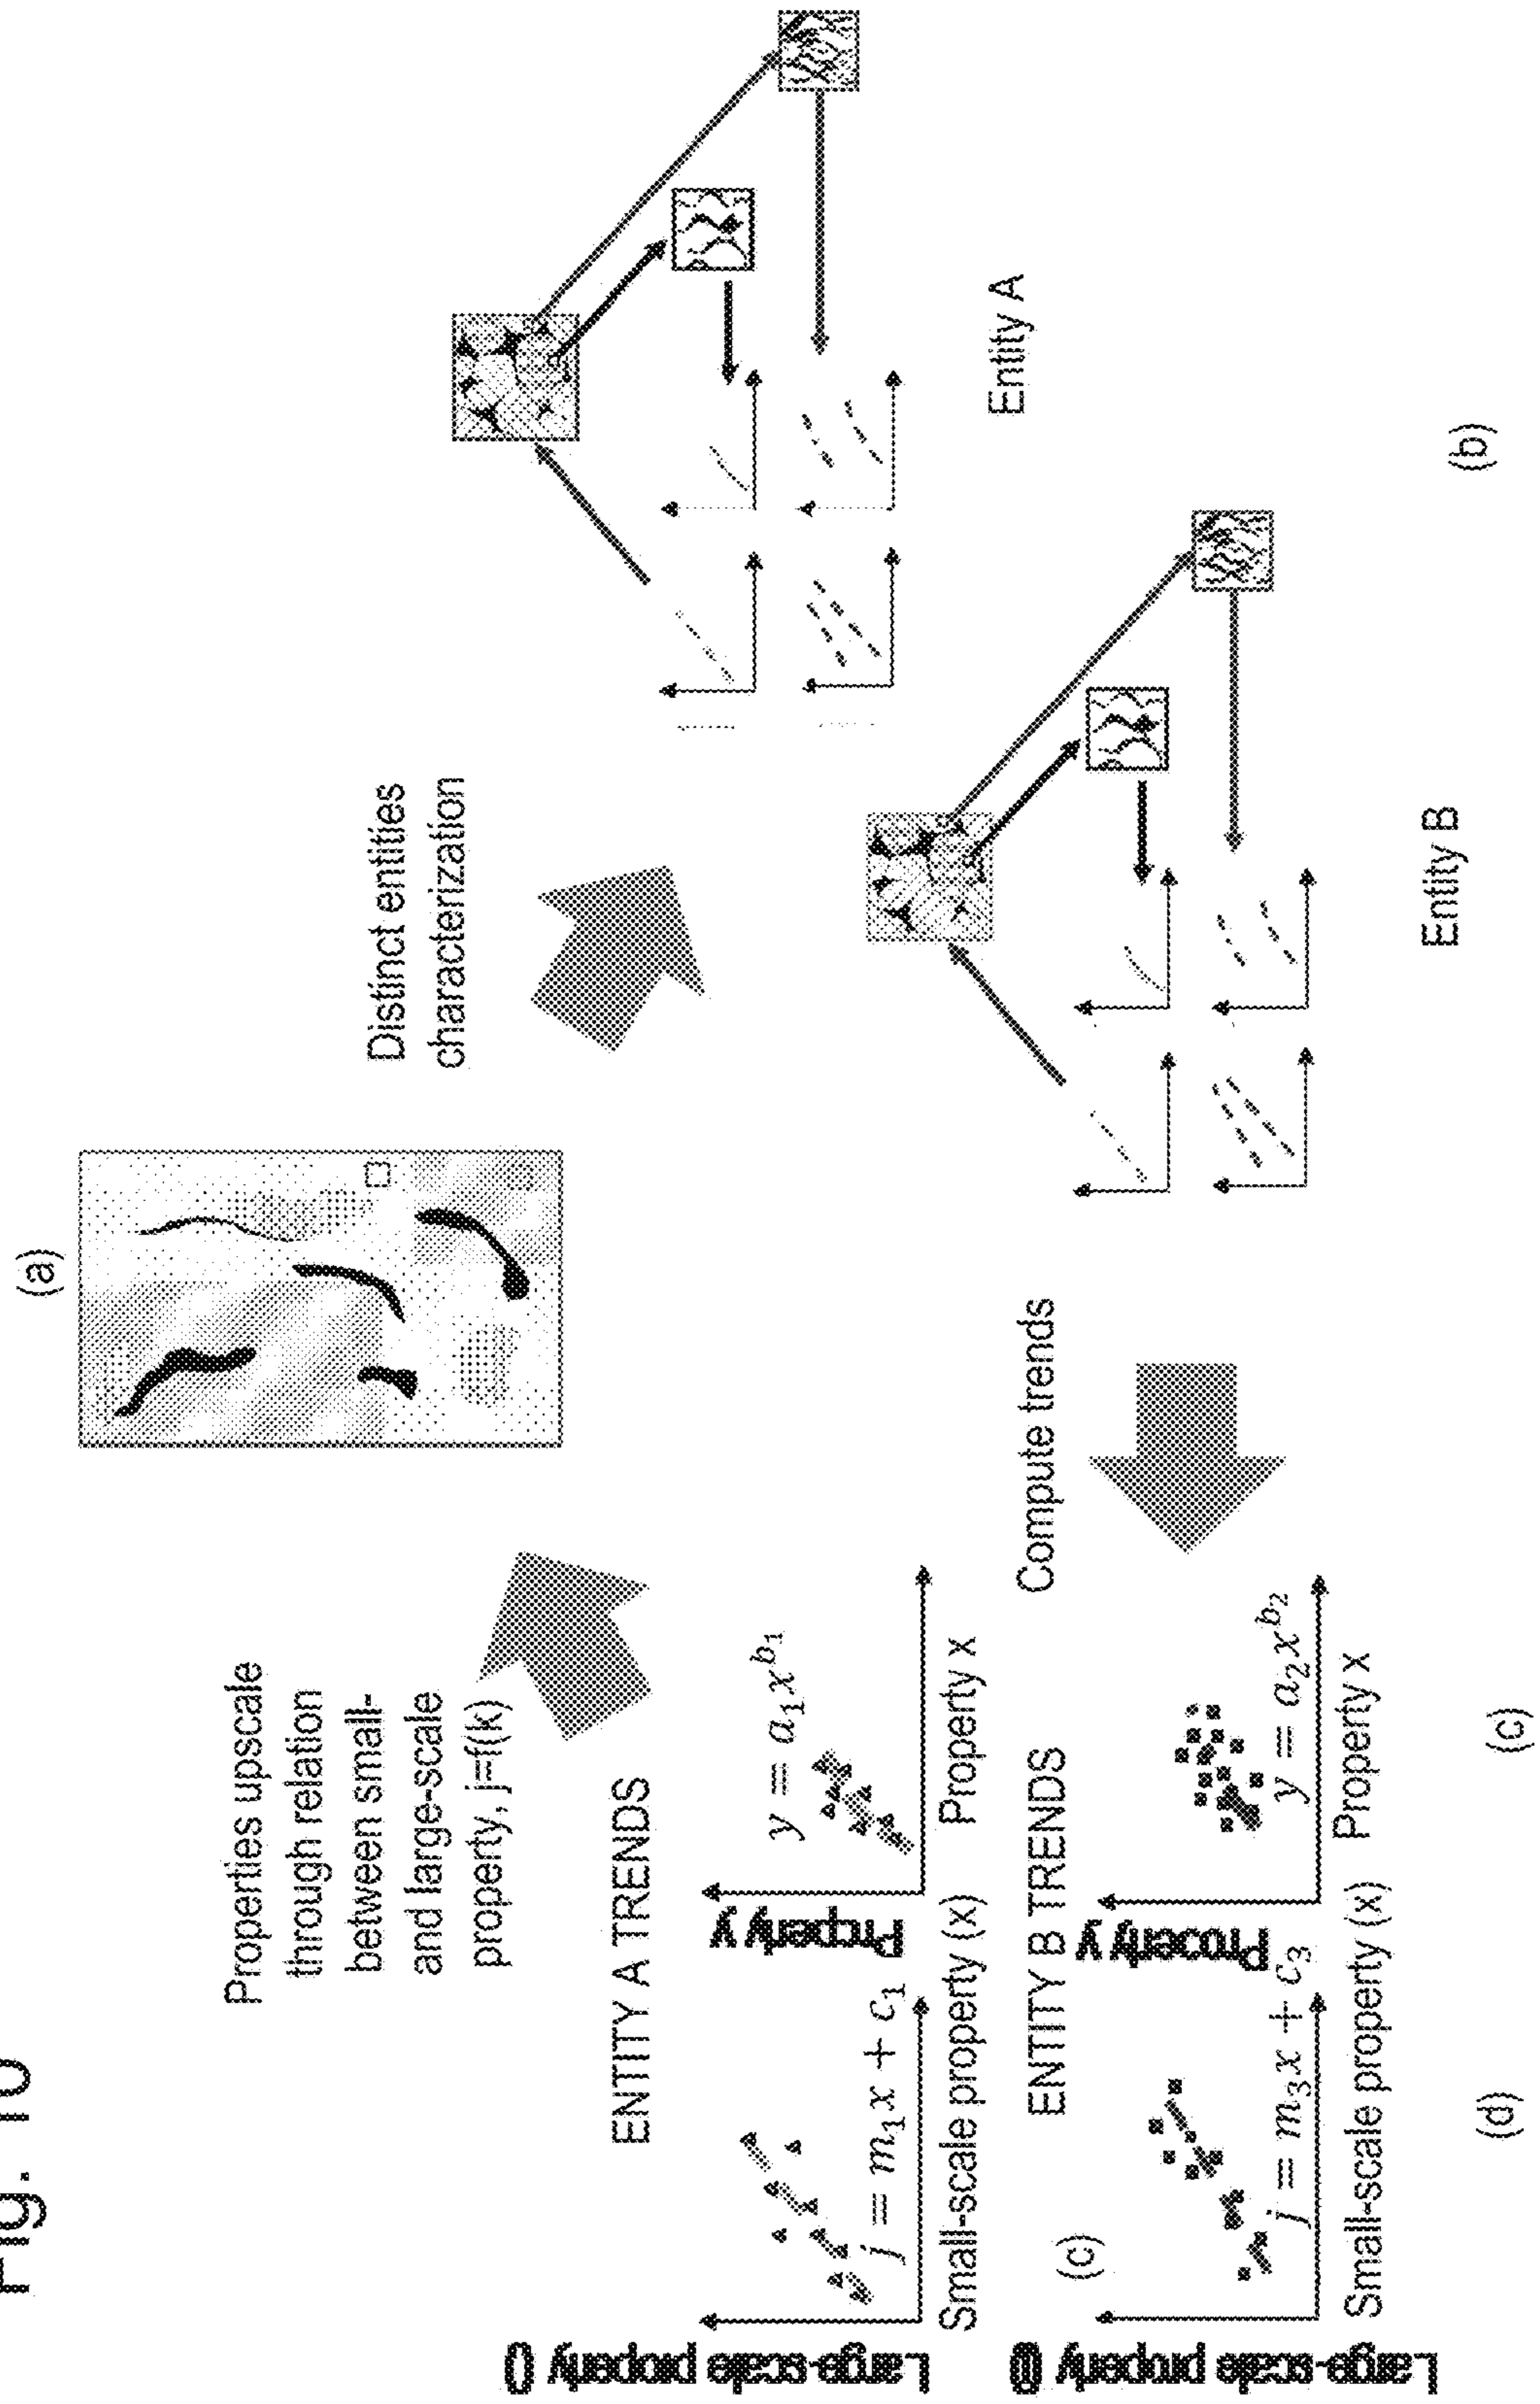 Fig. 10
(a)
Properties upscale
through relation
between small-
and large-scale
property, j=f(k)
Distinct entities
characterization
ENTITY A TRENDS
Large-scale property ()
j = m₁x + c₁
Small-scale property (x)
Property y
y = a₁x^b₁
Property x
Entity A
(c)
ENTITY B TRENDS
Compute trends
Large-scale property
j = m₃x + c₃
Small-scale property (x)
Property y
y = a₂x^b₂
Property x
Entity B
(d)
(c)
(b)